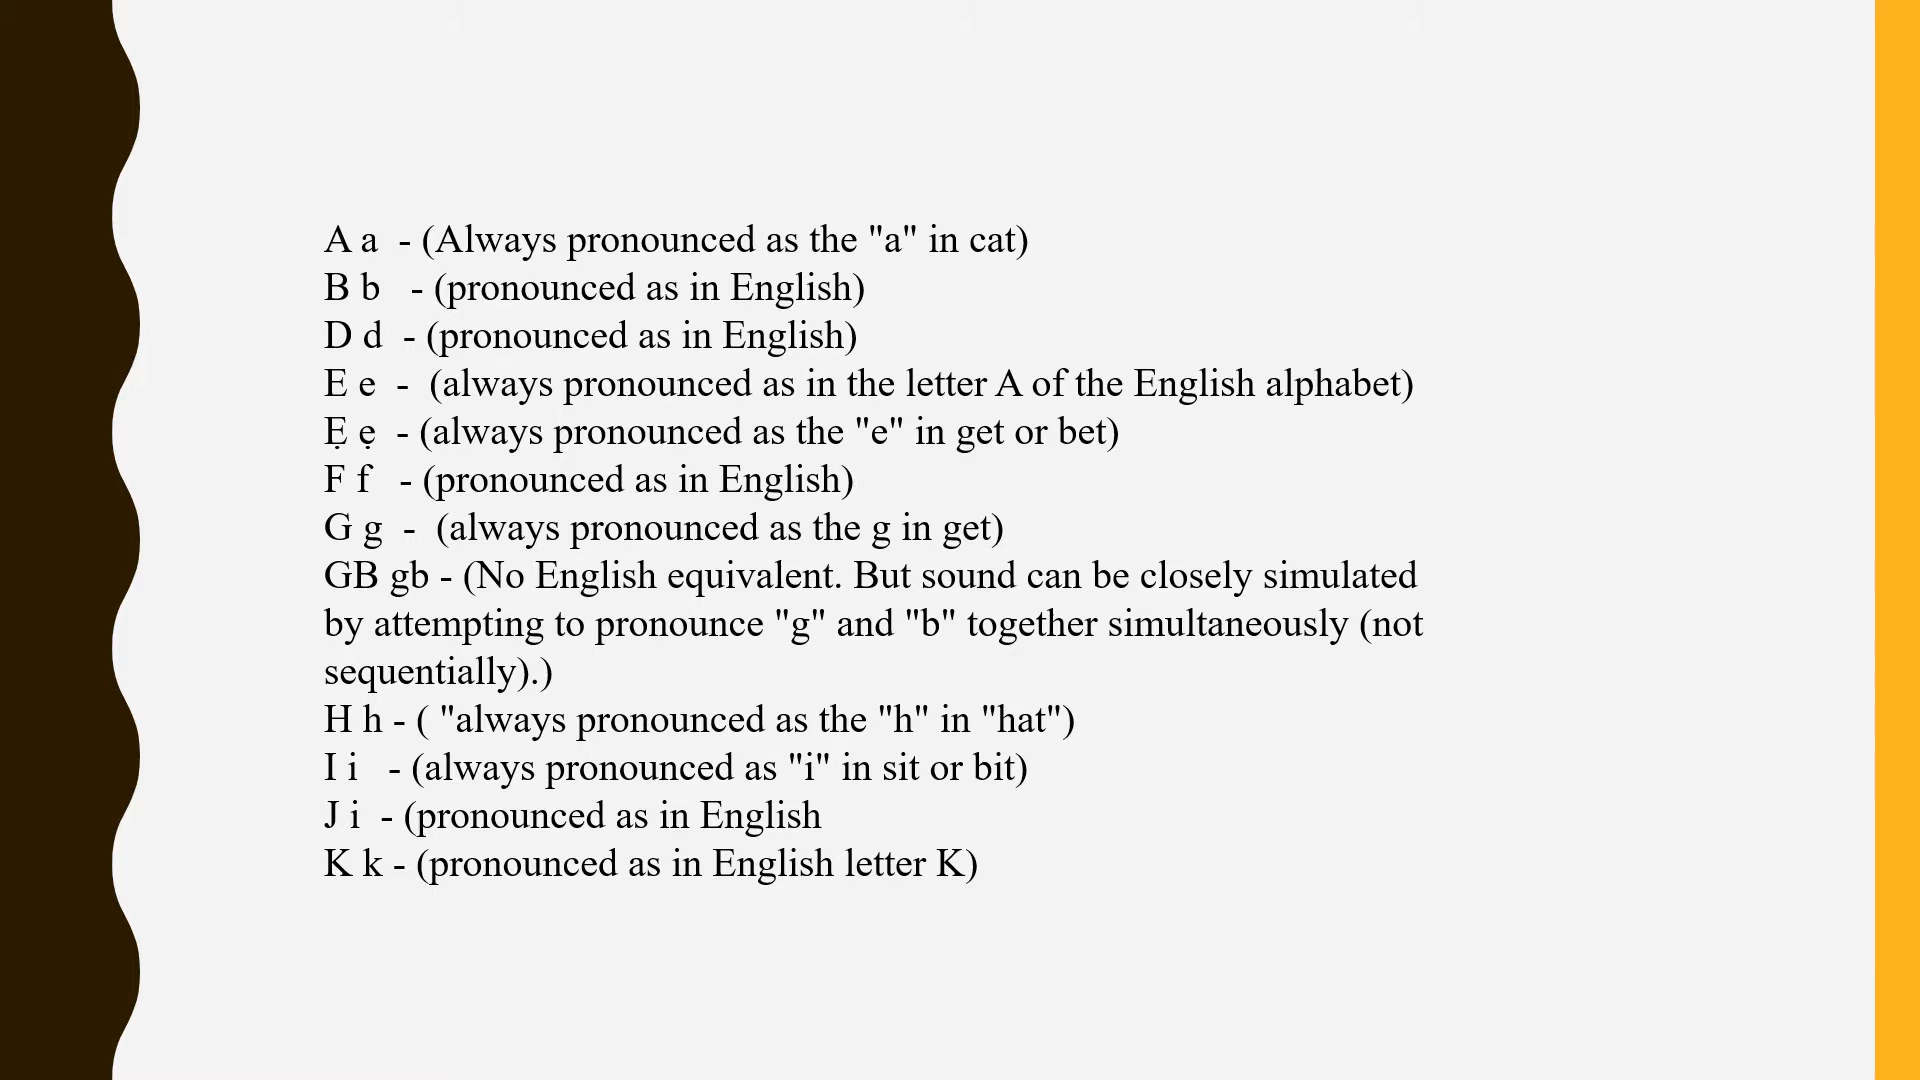 A a - (Always pronounced as the "a" in cat)
B b - (pronounced as in English)
D d - (pronounced as in English)
E e - (always pronounced as in the letter A of the English alphabet)
Ẹ ẹ - (always pronounced as the "e" in get or bet)
F f - (pronounced as in English)
G g - (always pronounced as the g in get)
GB gb - (No English equivalent. But sound can be closely simulated
by attempting to pronounce "g" and "b" together simultaneously (not
sequentially).)
H h - ( "always pronounced as the "h" in "hat")
I i - (always pronounced as "i" in sit or bit)
J i - (pronounced as in English
K k - (pronounced as in English letter K)